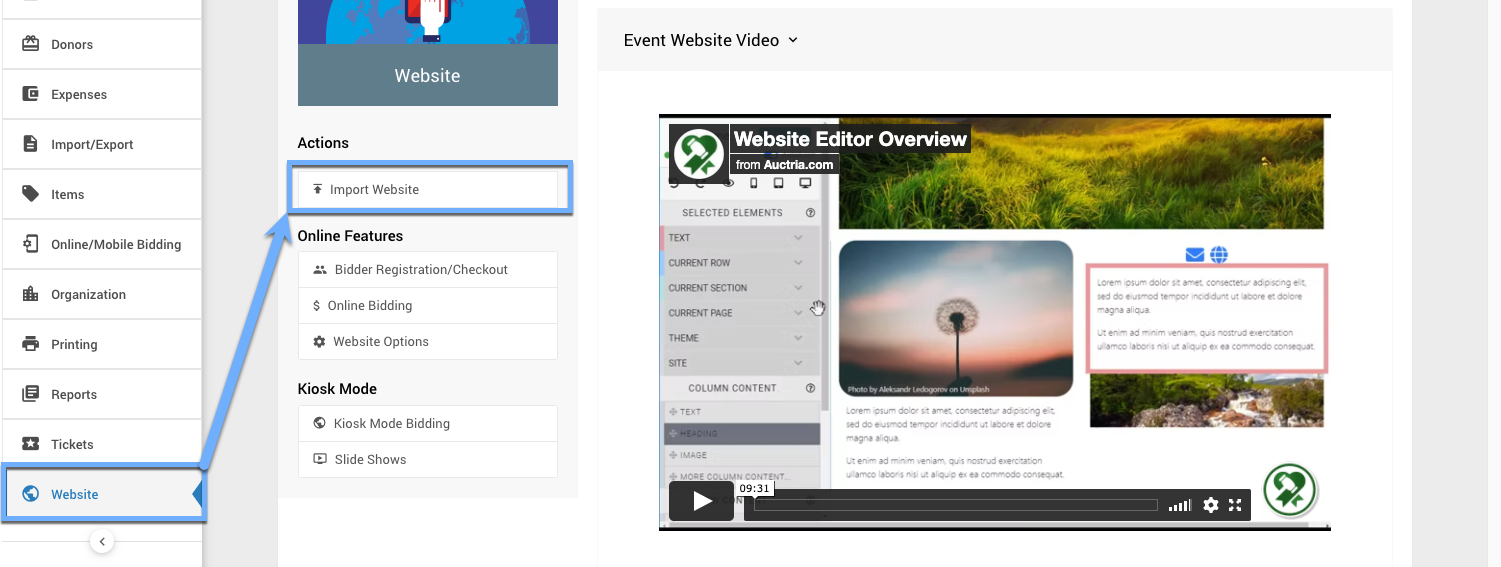 Donors
Expenses
Import/Export
Items
Online/Mobile Bidding
Organization
Printing
Reports
Tickets
Website
Website
Actions
Import Website
Online Features
Bidder Registration/Checkout
Online Bidding
Website Options
Kiosk Mode
Kiosk Mode Bidding
Slide Shows
Event Website Video
Website Editor Overview
from Auctria.com
SELECTED ELEMENTS
TEXT
CURRENT ROW
CURRENT SECTION
CURRENT PAGE
THEME
SITE
COLUMN CONTENT
TEXT
HEADING
IMAGE
MORE COLUMN CONTENT...
Photo by Aleksandr Ledogorov on Unsplash
Lorem ipsum dolor sit amet, consectetur adipiscing elit,
sed do eiusmod tempor incididunt ut labore et dolore
magna aliqua.
Ut enim ad minim veniam, quis nostrud exercitation
ullamco laboris nisi ut aliquip ex ea commodo consequat.
Lorem ipsum dolor sit amet, consectetur adipiscing elit,
sed do eiusmod tempor incididunt ut labore et dolore
magna aliqua.
Ut enim ad minim veniam, quis nostrud exercitation
ullamco laboris nisi ut aliquip ex ea commodo consequat.
09:31